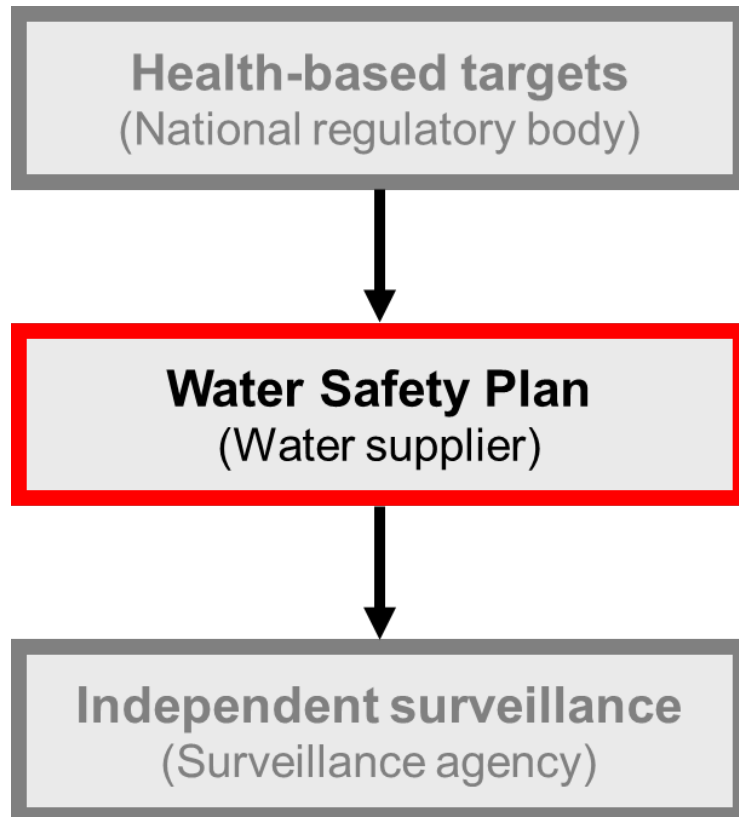 Health-based targets
(National regulatory body)
Water Safety Plan
(Water supplier)
Independent surveillance
(Surveillance agency)